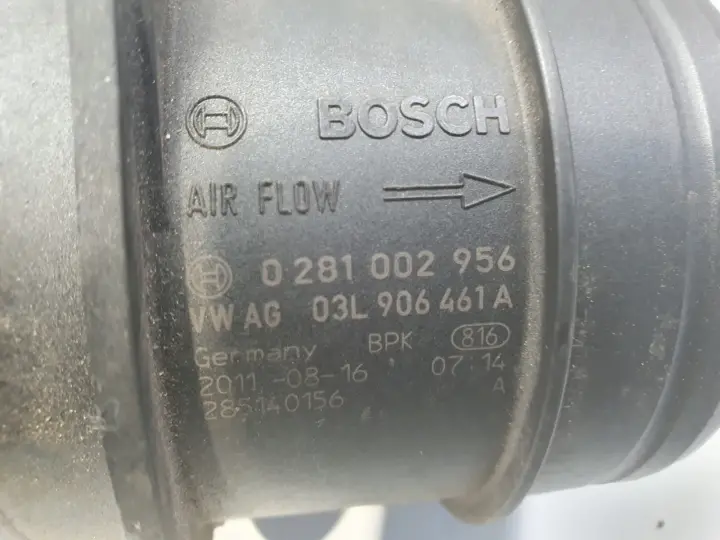 BOSCH
AIR FLOW
0 281 002 956
VW AG 03L 906 461 A
Germany BPK 816
2011-08-16 07:14
285140156 A